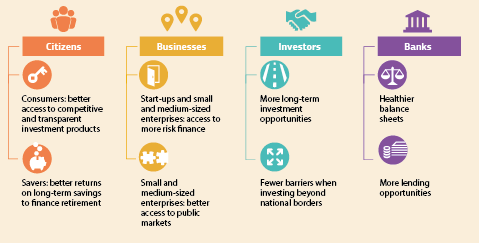 Citizens
Consumers: better
access to competitive
and transparent
investment products
Savers: better returns
on long-term savings
to finance retirement
Businesses
Start-ups and small
and medium-sized
enterprises: access to
more risk finance
Small and
medium-sized
enterprises: better
access to public
markets
Investors
More long-term
investment
opportunities
Fewer barriers when
investing beyond
national borders
Banks
Healthier
balance
sheets
More lending
opportunities